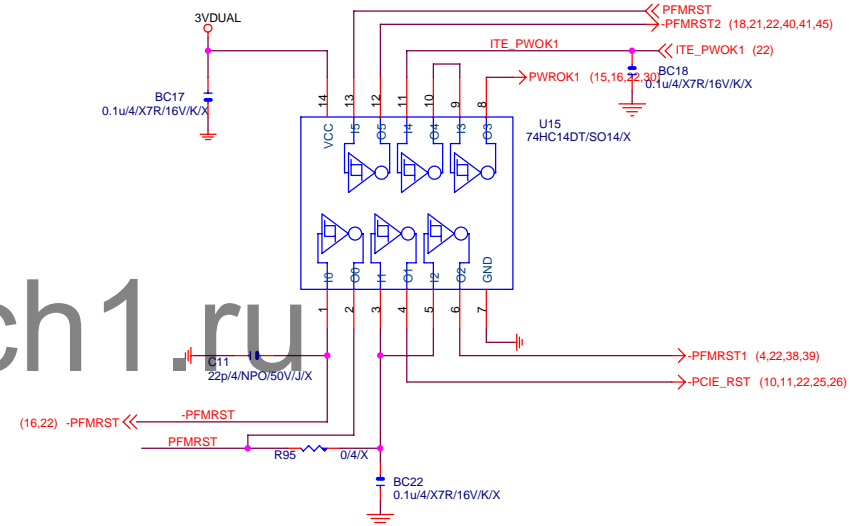 PFMRST
3VDUAL
-PFMRST2 (18,21,22,40,41,45)
ITE_PWOK1
ITE_PWOK1 (22)
PWROK1 (15,16,22,30)
BC18
0.1u/4/X7R/16V/K/X
BC17
0.1u/4/X7R/16V/K/X
14 13 12 11 10 9 8
U15
74HC14DT/SO14/X
VCC I5 O5 I4 O4 I3 O3
I0 O0 I1 O1 I2 O2 GND
1 2 3 4 5 6 7
ch1.ru
C11
22p/4/NPO/50V/J/X
-PFMRST1 (4,22,38,39)
-PCIE_RST (10,11,22,25,26)
(16,22) -PFMRST
-PFMRST
PFMRST
R95 0/4/X
BC22
0.1u/4/X7R/16V/K/X